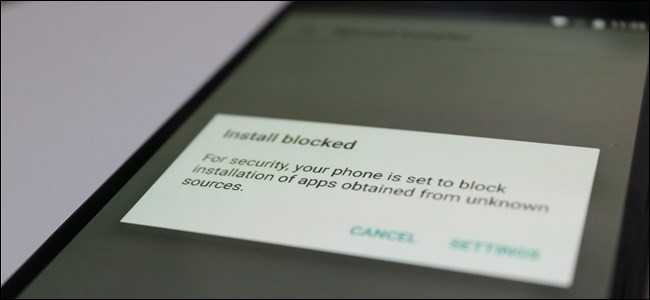 Install blocked
For security, your phone is set to block
installation of apps obtained from unknown
sources.
CANCEL SETTINGS